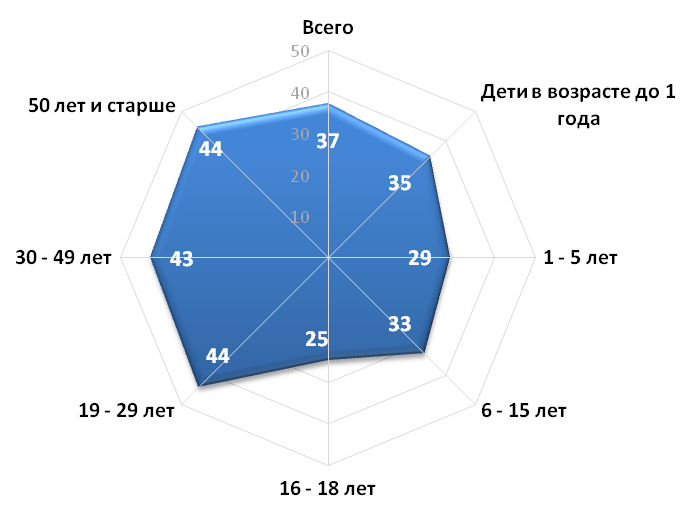 Всего
50
Дети в возрасте до 1
года
50 лет и старше
40
30
37
44
20
35
10
30 - 49 лет
43
29
1 - 5 лет
25
33
44
19 - 29 лет
6 - 15 лет
16 - 18 лет